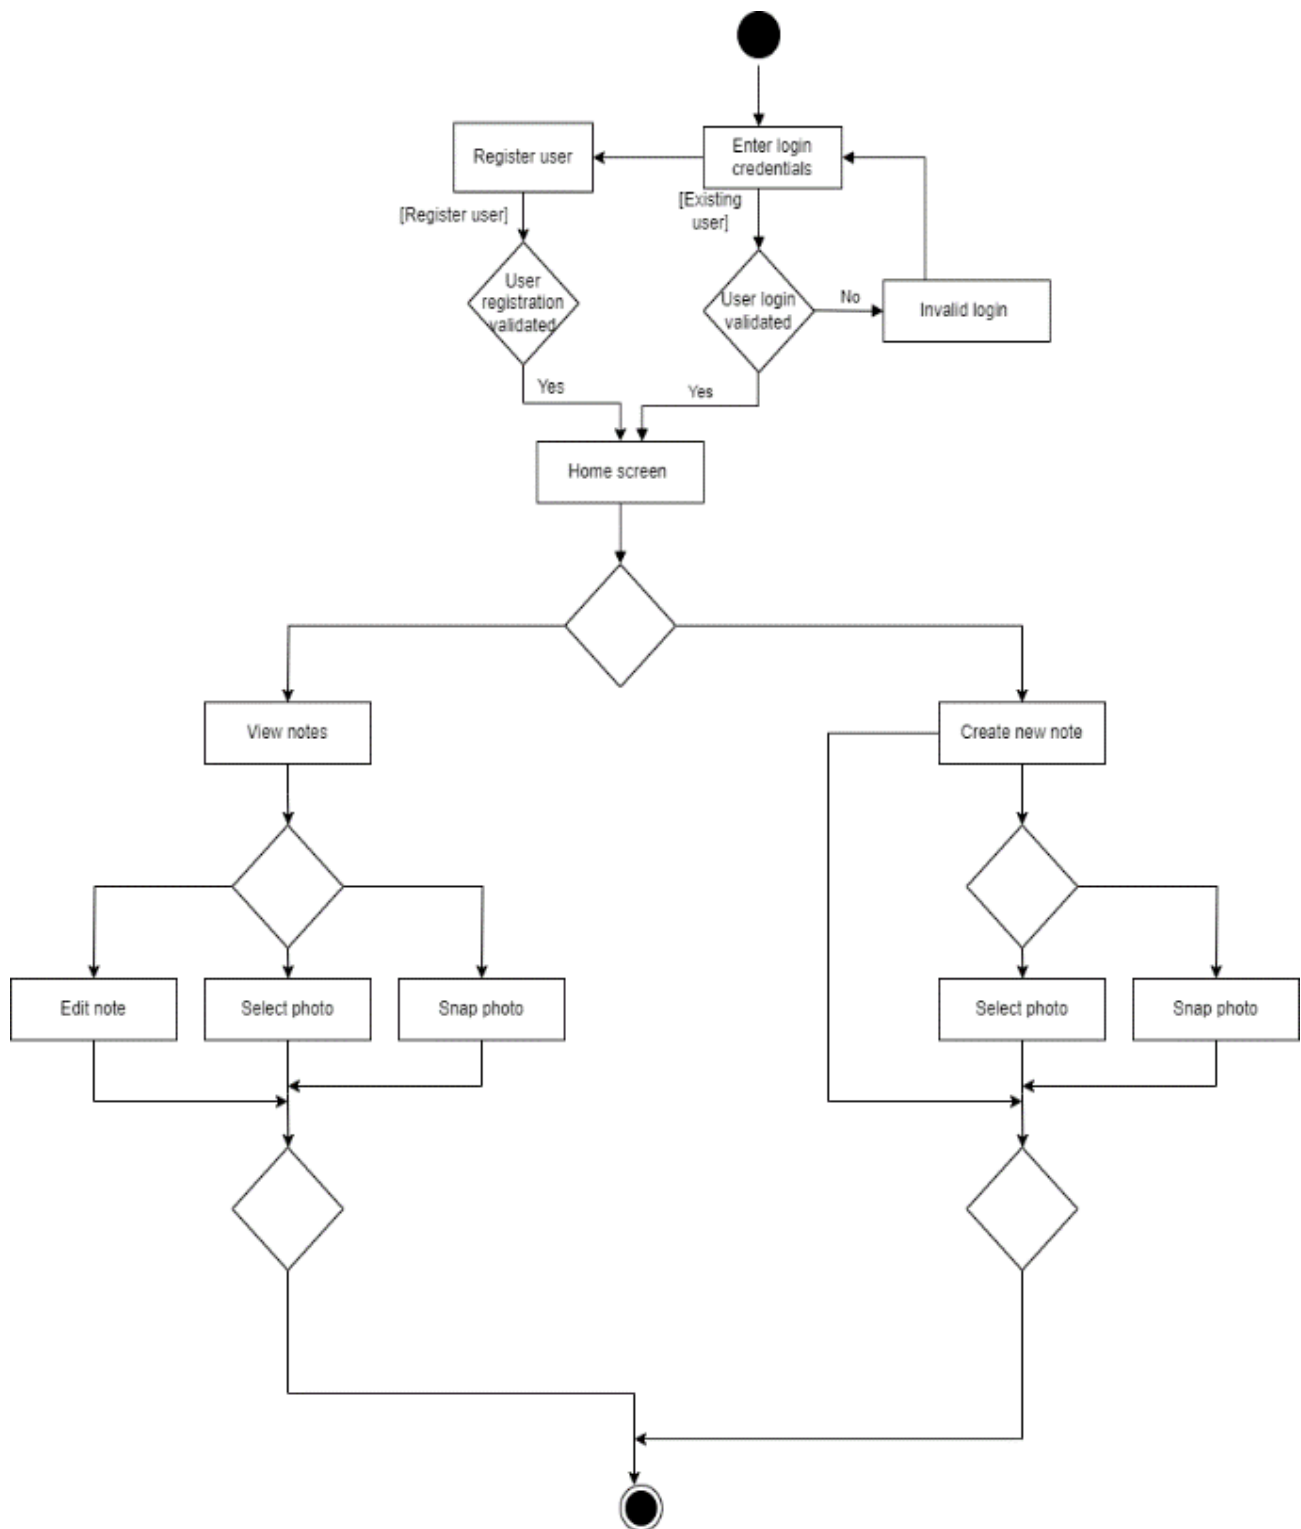 Register user
Enter login
credentials
[Register user]
[Existing
user]
User
registration
validated
User login
validated
No
Invalid login
Yes
Yes
Home screen
View notes
Create new note
Edit note
Select photo
Snap photo
Select photo
Snap photo